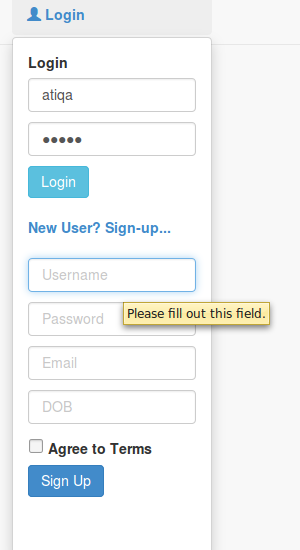 Login
Login
atiqa
●●●●●
Login
New User? Sign-up...
Username
Password
Please fill out this field.
Email
DOB
Agree to Terms
Sign Up